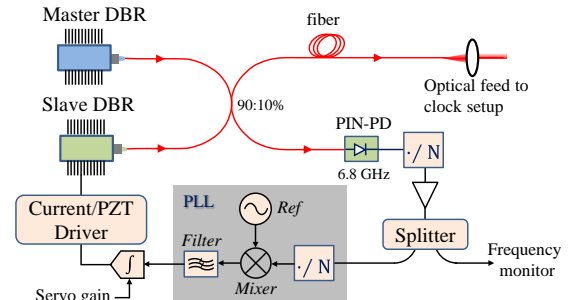 Master DBR
fiber
Slave DBR
90:10%
Optical feed to
clock setup
PIN-PD
6.8 GHz
· / N
Current/PZT
Driver
PLL
Ref
Splitter
Filter
Mixer
· / N
Frequency
monitor
∫
Servo gain